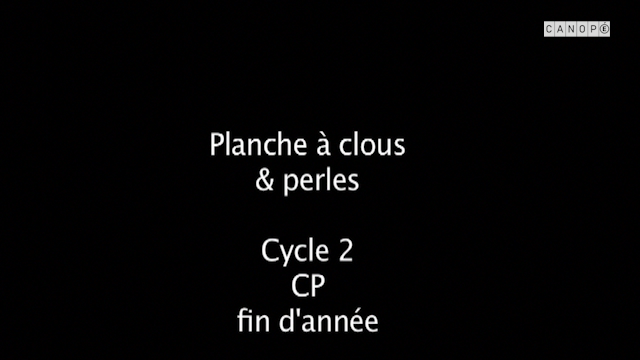 CANOPÉ
Planche à clous
& perles
Cycle 2
CP
fin d'année